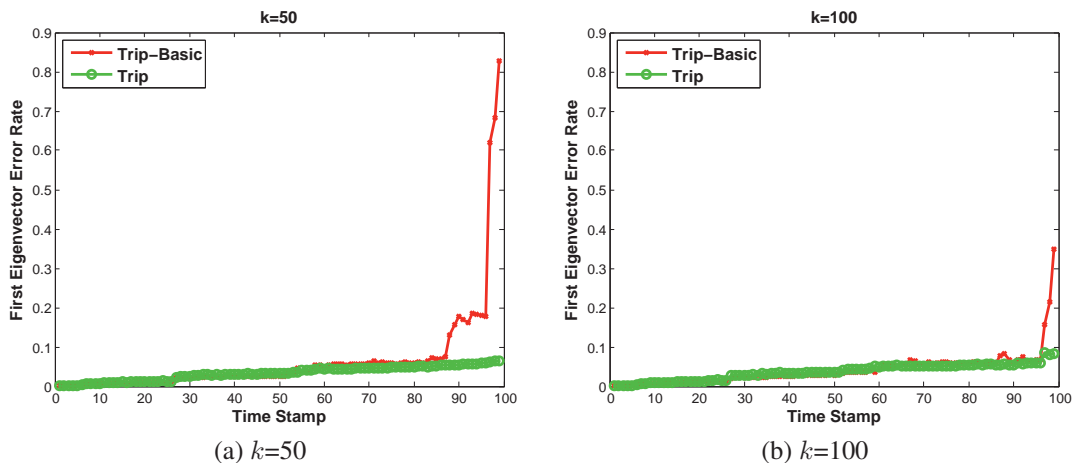 k=50
0.9
0.8
0.7
0.6
0.5
0.4
0.3
0.2
0.1
0
First Eigenvector Error Rate
Trip−Basic
Trip
0 10 20 30 40 50 60 70 80 90 100
Time Stamp
(a) k=50
k=100
0.9
0.8
0.7
0.6
0.5
0.4
0.3
0.2
0.1
0
First Eigenvector Error Rate
Trip−Basic
Trip
0 10 20 30 40 50 60 70 80 90 100
Time Stamp
(b) k=100